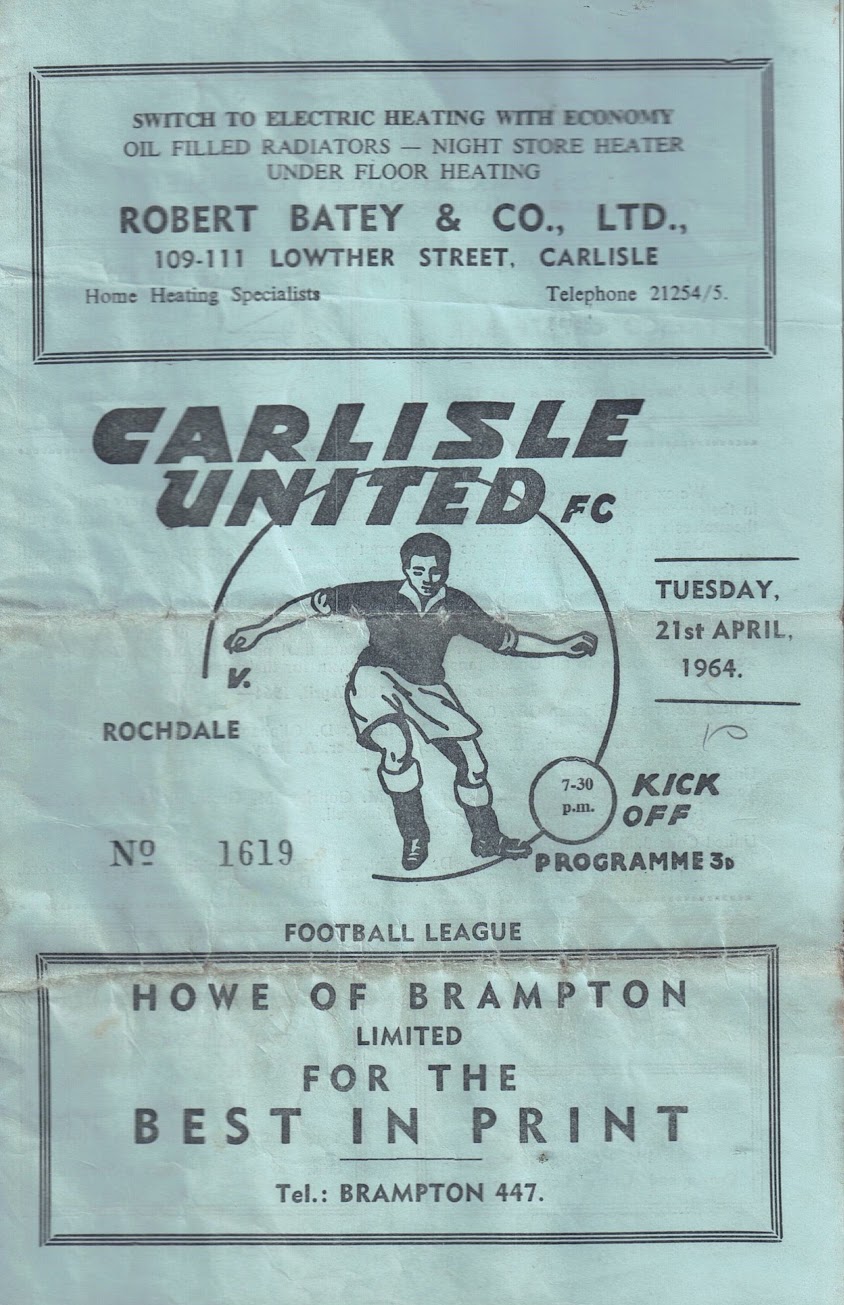 SWITCH TO ELECTRIC HEATING WITH ECONOMY
OIL FILLED RADIATORS — NIGHT STORE HEATER
UNDER FLOOR HEATING
ROBERT BATEY & CO., LTD.,
109-111 LOWTHER STREET, CARLISLE
Home Heating Specialists Telephone 21254/5.
CARLISLE
UNITED FC
TUESDAY,
21st APRIL,
1964.
V.
ROCHDALE
7-30
p.m.
KICK
OFF
Nº 1619
PROGRAMME 3D
FOOTBALL LEAGUE
HOWE OF BRAMPTON
LIMITED
FOR THE
BEST IN PRINT
Tel.: BRAMPTON 447.